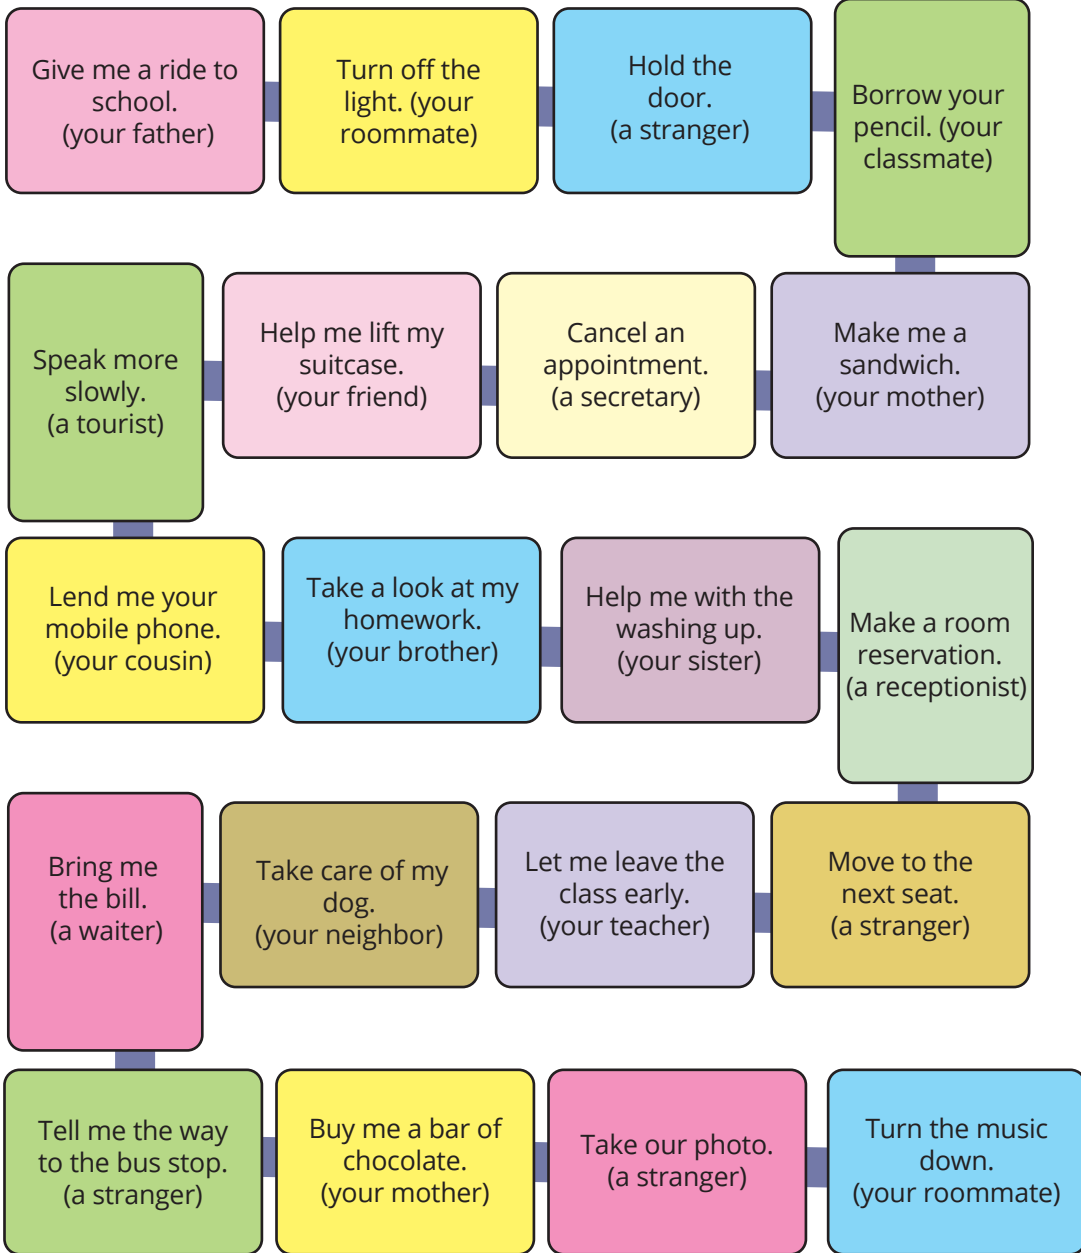 Give me a ride to
school.
(your father)
Turn off the
light. (your
roommate)
Hold the
door.
(a stranger)
Borrow your
pencil. (your
classmate)
Speak more
slowly.
(a tourist)
Help me lift my
suitcase.
(your friend)
Cancel an
appointment.
(a secretary)
Make me a
sandwich.
(your mother)
Lend me your
mobile phone.
(your cousin)
Take a look at my
homework.
(your brother)
Help me with the
washing up.
(your sister)
Make a room
reservation.
(a receptionist)
Bring me
the bill.
(a waiter)
Take care of my
dog.
(your neighbor)
Let me leave the
class early.
(your teacher)
Move to the
next seat.
(a stranger)
Tell me the way
to the bus stop.
(a stranger)
Buy me a bar of
chocolate.
(your mother)
Take our photo.
(a stranger)
Turn the music
down.
(your roommate)